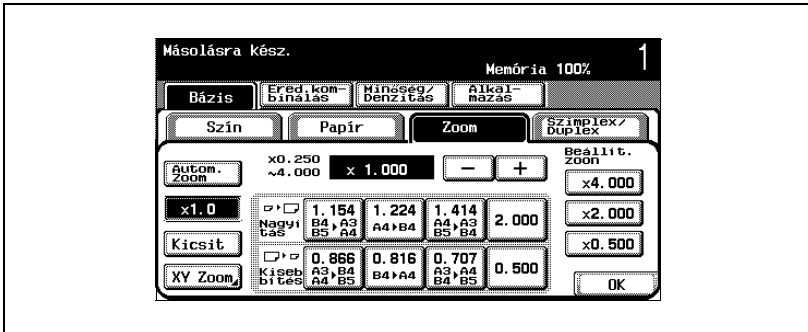 Másolásra kész.
Memória 100%
1
Bázis
Ered.kom-
binálás
Minőség/
Denzitás
Alkal-
mazás
Szín
Papír
Zoom
Szimplex/
Duplex
Autom.
Zoom
x0.250
~4.000
x 1.000
−
+
Beállít.
zoon
x4.000
x2.000
x0.500
x1.0
Kicsit
XY Zoom
Nagyí
tás
1.154
B4▸A3
B5▸A4
1.224
A4▸B4
1.414
A4▸A3
B5▸B4
2.000
Kiseb
bítés
0.866
A3▸B4
A4▸B5
0.816
B4▸A4
0.707
A3▸A4
B4▸B5
0.500
OK